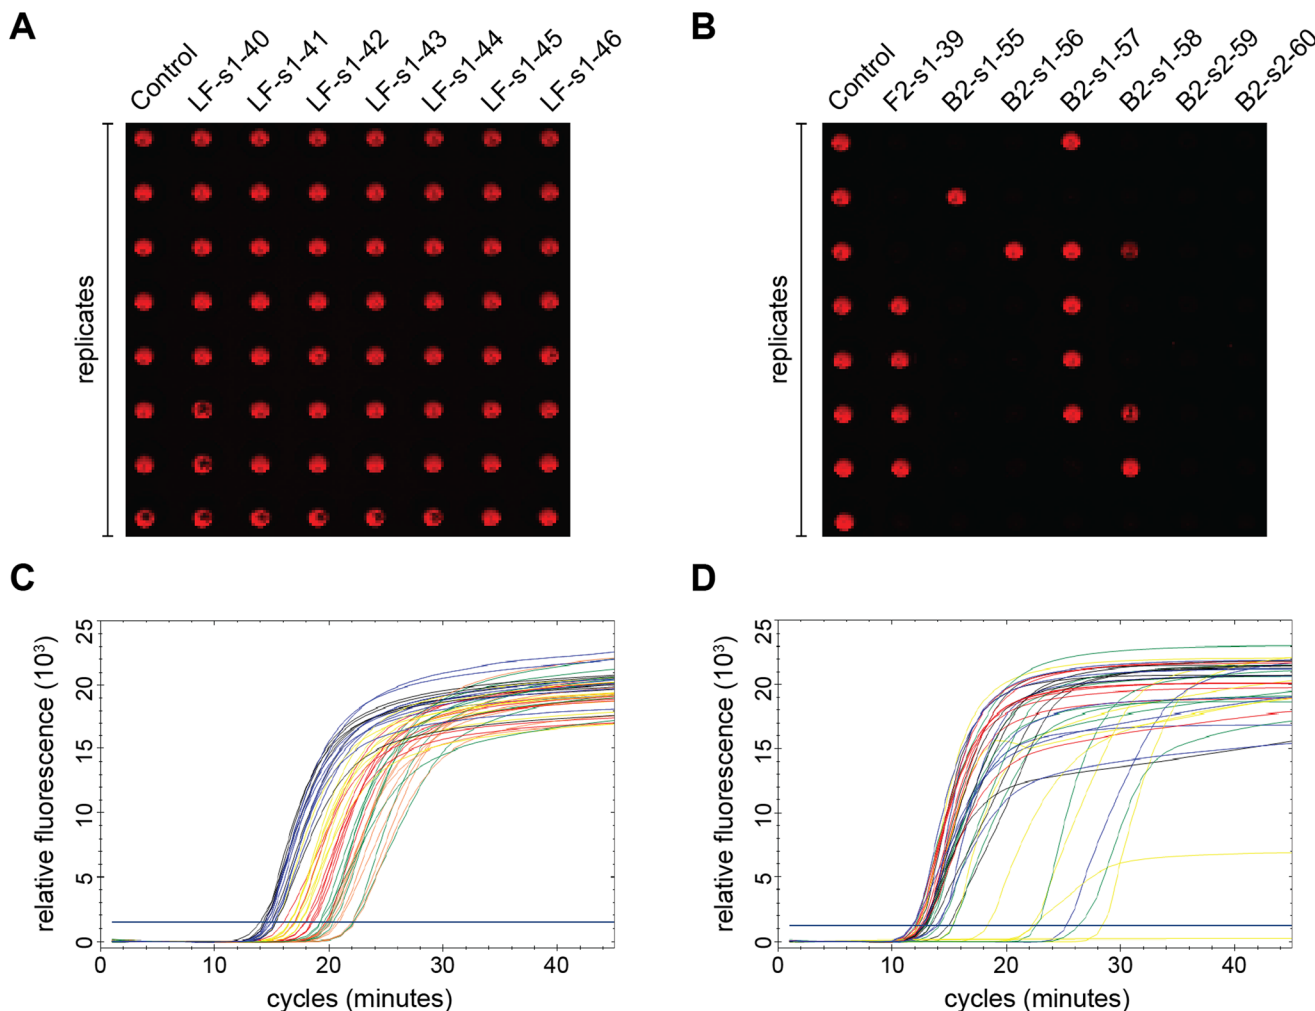 A
Control
LF-s1-40
LF-s1-41
LF-s1-42
LF-s1-43
LF-s1-44
LF-s1-45
LF-s1-46
replicates
B
Control
F2-s1-39
B2-s1-55
B2-s1-56
B2-s1-57
B2-s1-58
B2-s2-59
B2-s2-60
replicates
C
relative fluorescence (10³)
25
20
15
10
5
0
0 10 20 30 40
cycles (minutes)
D
relative fluorescence (10³)
25
20
15
10
5
0
0 10 20 30 40
cycles (minutes)